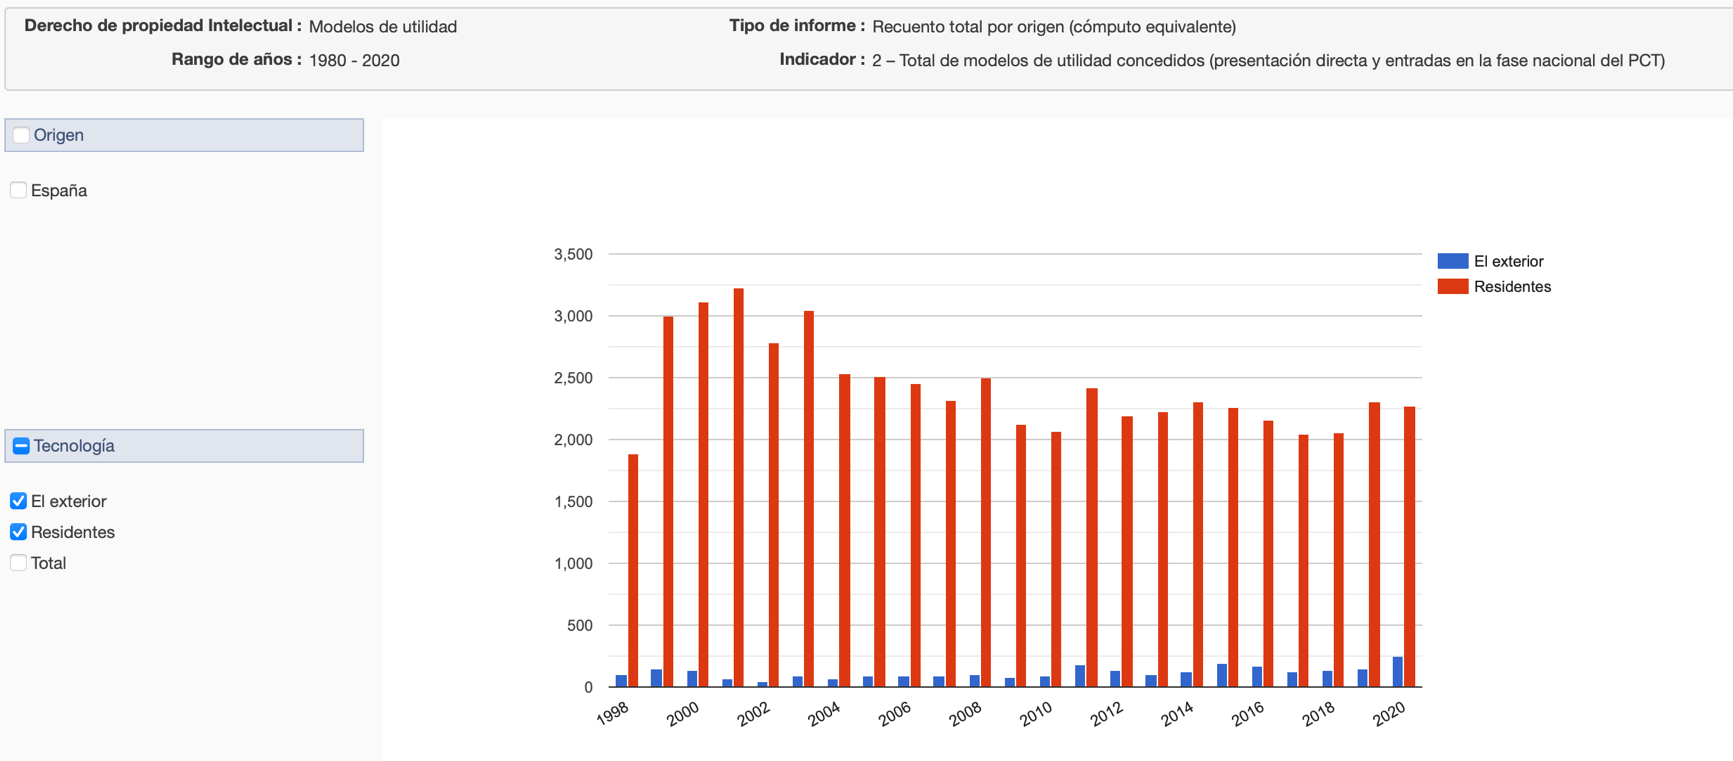 Derecho de propiedad Intelectual : Modelos de utilidad Tipo de informe : Recuento total por origen (cómputo equivalente)
Rango de años : 1980 - 2020 Indicador : 2 – Total de modelos de utilidad concedidos (presentación directa y entradas en la fase nacional del PCT)
Origen
España
Tecnología
El exterior
Residentes
Total
3,500
3,000
2,500
2,000
1,500
1,000
500
0
1998 2000 2002 2004 2006 2008 2010 2012 2014 2016 2018 2020
El exterior
Residentes